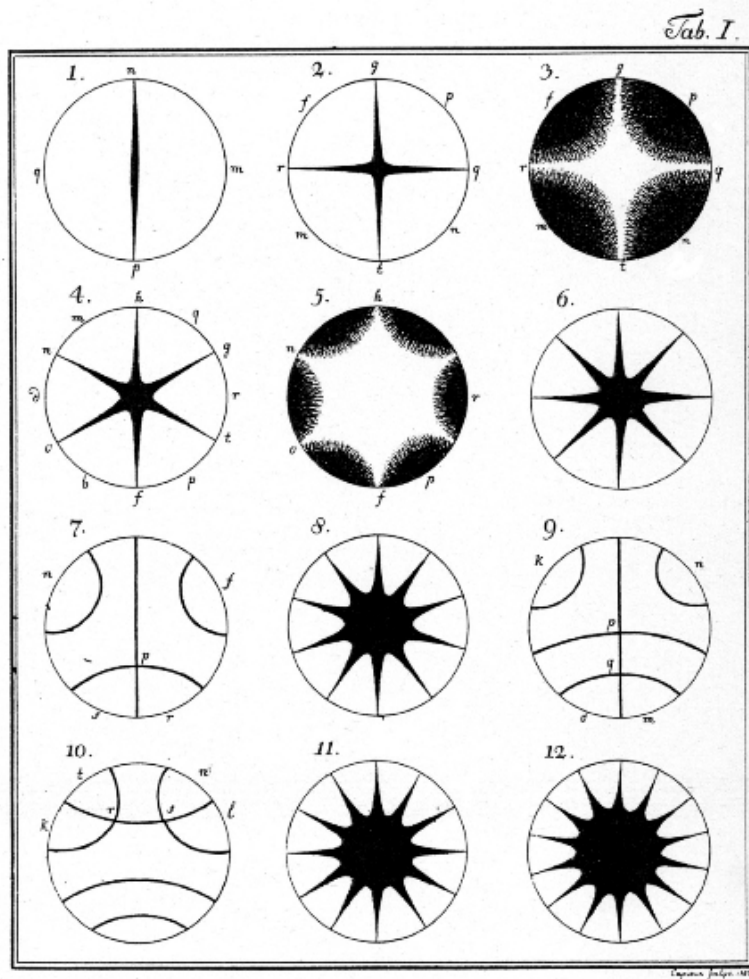 Tab. I.
1. n
q m
p
2. g
f p
r q
m n
t
3. g
f p
r q
m n
t
4. h
m q
n g
d r
c t
b p
f
5. h
n
r
o p
f
6.
7.
n f
p
s r
8.
9.
k n
p
q
o m
10.
t n
r s
k l
11.
12.